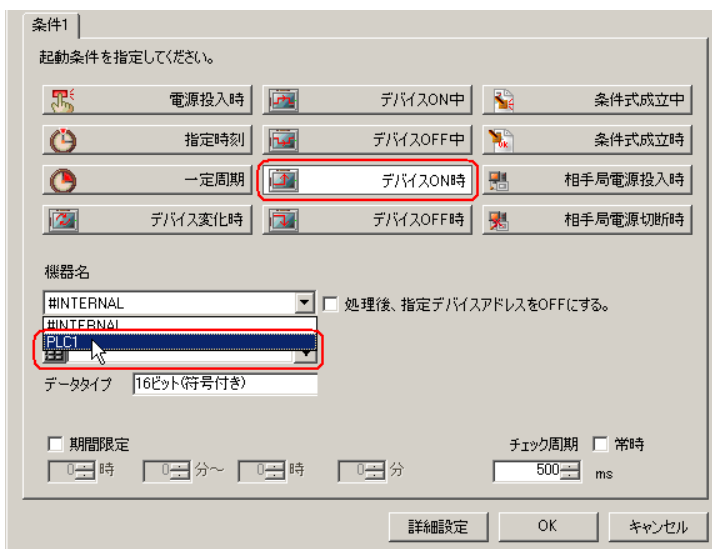 条件1
起動条件を指定してください。
電源投入時 デバイスON中 条件式成立中
指定時刻 デバイスOFF中 条件式成立時
一定周期 デバイスON時 相手局電源投入時
デバイス変化時 デバイスOFF時 相手局電源切断時
機器名
#INTERNAL 処理後、指定デバイスアドレスをOFFにする。
#INTERNAL
PLC1
データタイプ 16ビット(符号付き)
期間限定 チェック周期 常時
0 時 0 分~ 0 時 0 分 500 ms
詳細設定 OK キャンセル